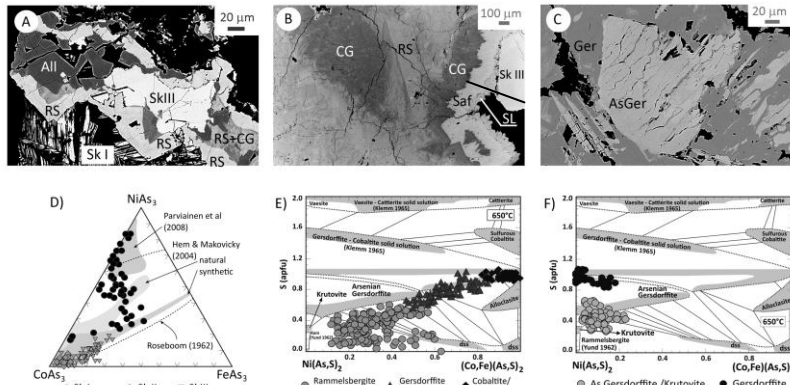 A
20 µm
All
SkIII
RS
Sk I
RS
RS+CG
RS
B
100 µm
CG
RS
CG
Sk III
Saf
SL
C
20 µm
Ger
AsGer
D)
NiAs3
Parviainen et al
(2008)
Hem & Makovicky
(2004)
natural
synthetic
Roseboom (1962)
CoAs3
FeAs3
E)
S (apfu)
2.0
1.6
1.2
0.8
0.4
0.0
Vaesite
Vaesite - Cattierite solid solution
(Klemm 1965)
Cattierite
650°C
Gersdorffite - Cobaltite solid solution
(Klemm 1965)
Sulfurous
Cobaltite
Arsenian
Gersdorffite
Krutovite
Alloclasite
(Yund 1962)
dss
dss
0.2
0.4
0.6
0.8
Ni(As,S)2
(Co,Fe)(As,S)2
Rammelsbergite
Gersdorffite
Cobaltite/
F)
S (apfu)
2.0
1.6
1.2
0.8
0.4
0.0
Vaesite
Vaesite - Cattierite solid solution
(Klemm 1965)
Cattierite
Gersdorffite - Cobaltite solid solution
(Klemm 1965)
Sulfurous
Cobaltite
Arsenian
Gersdorffite
Alloclasite
Krutovite
Rammelsbergite
(Yund 1962)
650°C
dss
dss
0.2
0.4
0.6
0.8
Ni(As,S)2
(Co,Fe)(As,S)2
As Gersdorffite /Krutovite
Gersdorffite